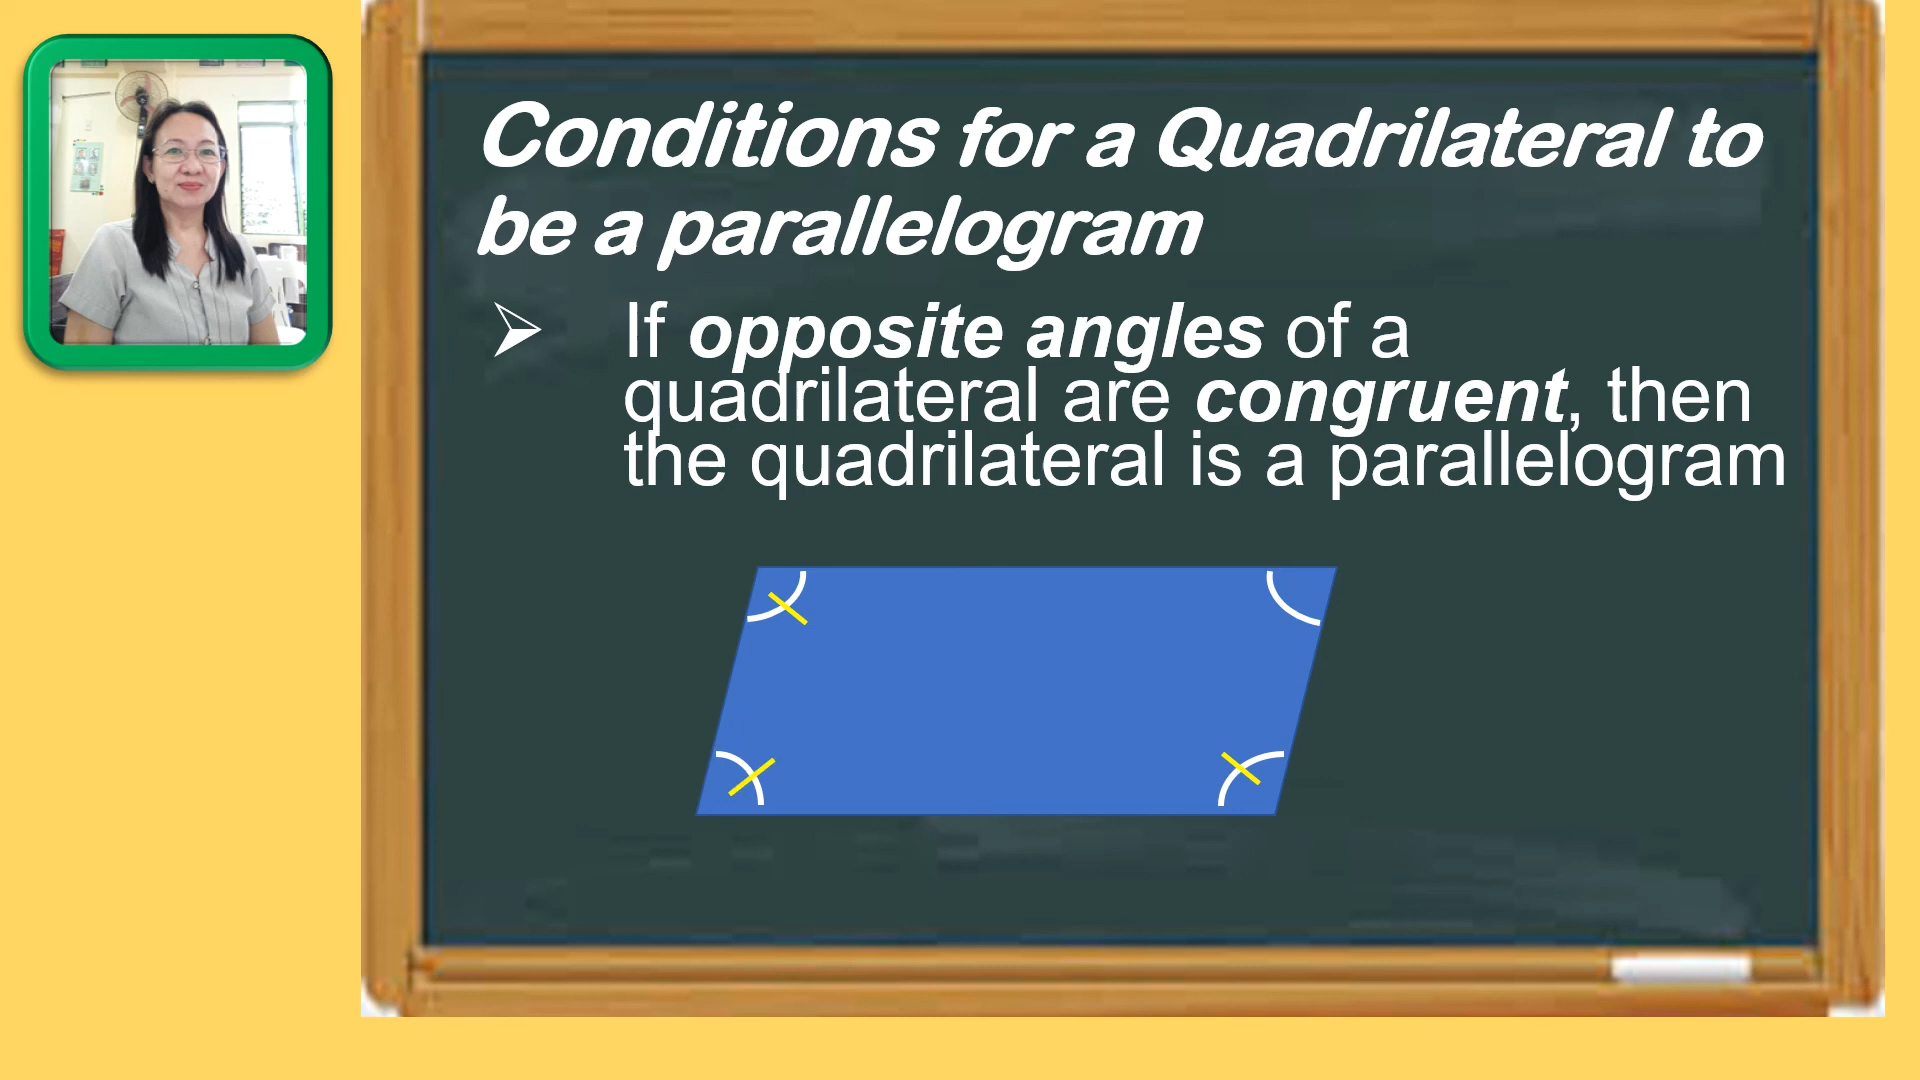 Conditions for a Quadrilateral to
be a parallelogram
If opposite angles of a
quadrilateral are congruent, then
the quadrilateral is a parallelogram